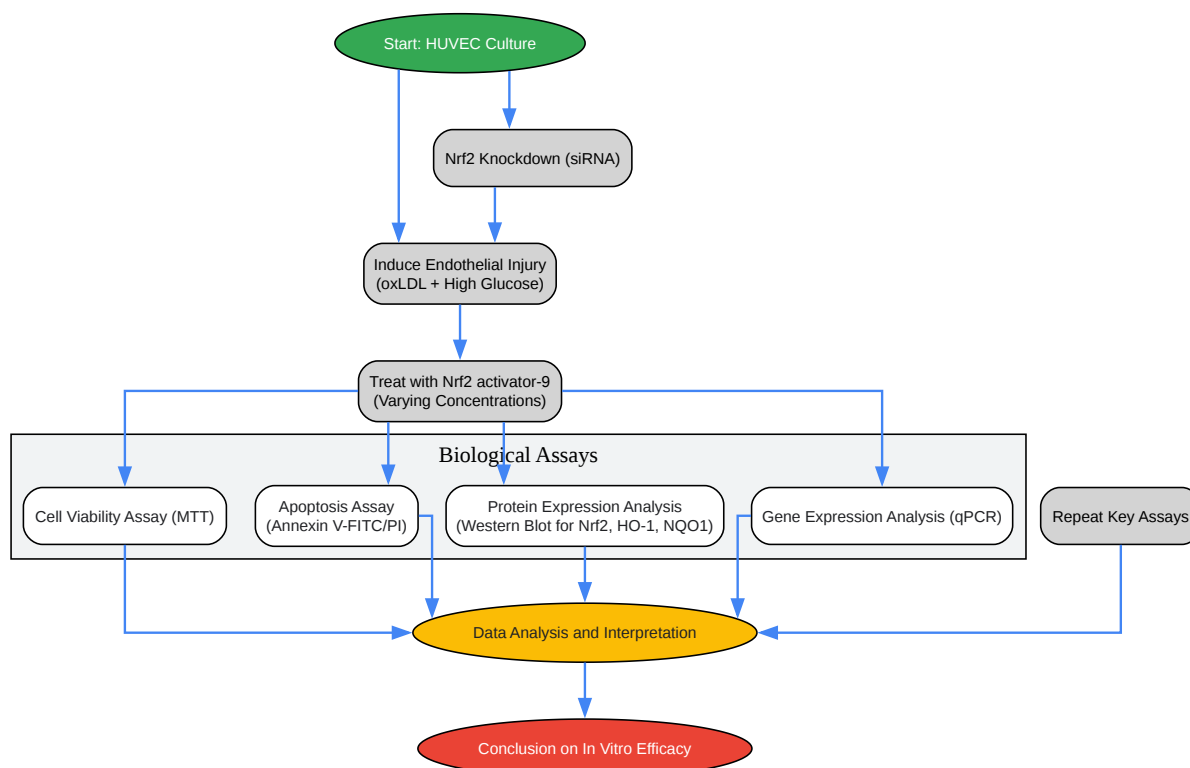 Start: HUVEC Culture
Nrf2 Knockdown (siRNA)
Induce Endothelial Injury
(oxLDL + High Glucose)
Treat with Nrf2 activator-9
(Varying Concentrations)
Biological Assays
Cell Viability Assay (MTT)
Apoptosis Assay
(Annexin V-FITC/PI)
Protein Expression Analysis
(Western Blot for Nrf2, HO-1, NQO1)
Gene Expression Analysis (qPCR)
Repeat Key Assays
Data Analysis and Interpretation
Conclusion on In Vitro Efficacy